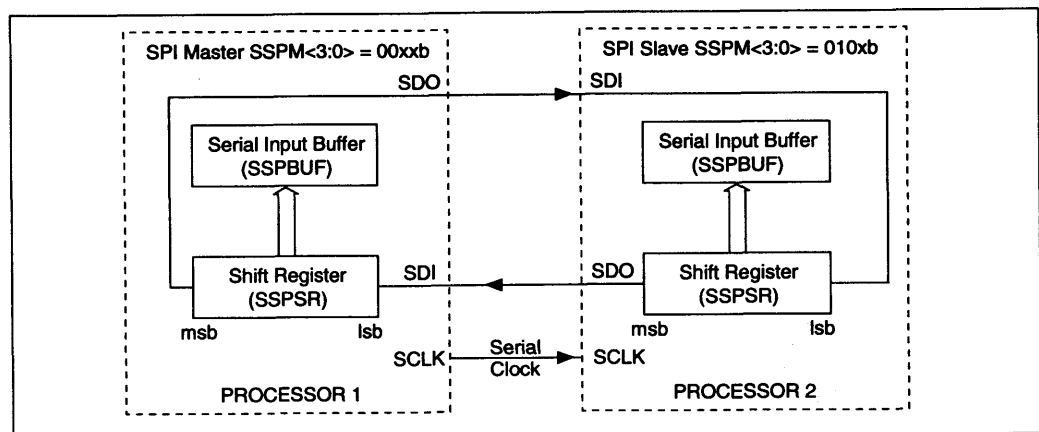 SPI Master SSPM<3:0> = 00xxb
SPI Slave SSPM<3:0> = 010xb
SDO
SDI
Serial Input Buffer
(SSPBUF)
Serial Input Buffer
(SSPBUF)
Shift Register
(SSPSR)
SDI
SDO
Shift Register
(SSPSR)
msb
lsb
msb
lsb
SCLK
Serial
Clock
SCLK
PROCESSOR 1
PROCESSOR 2